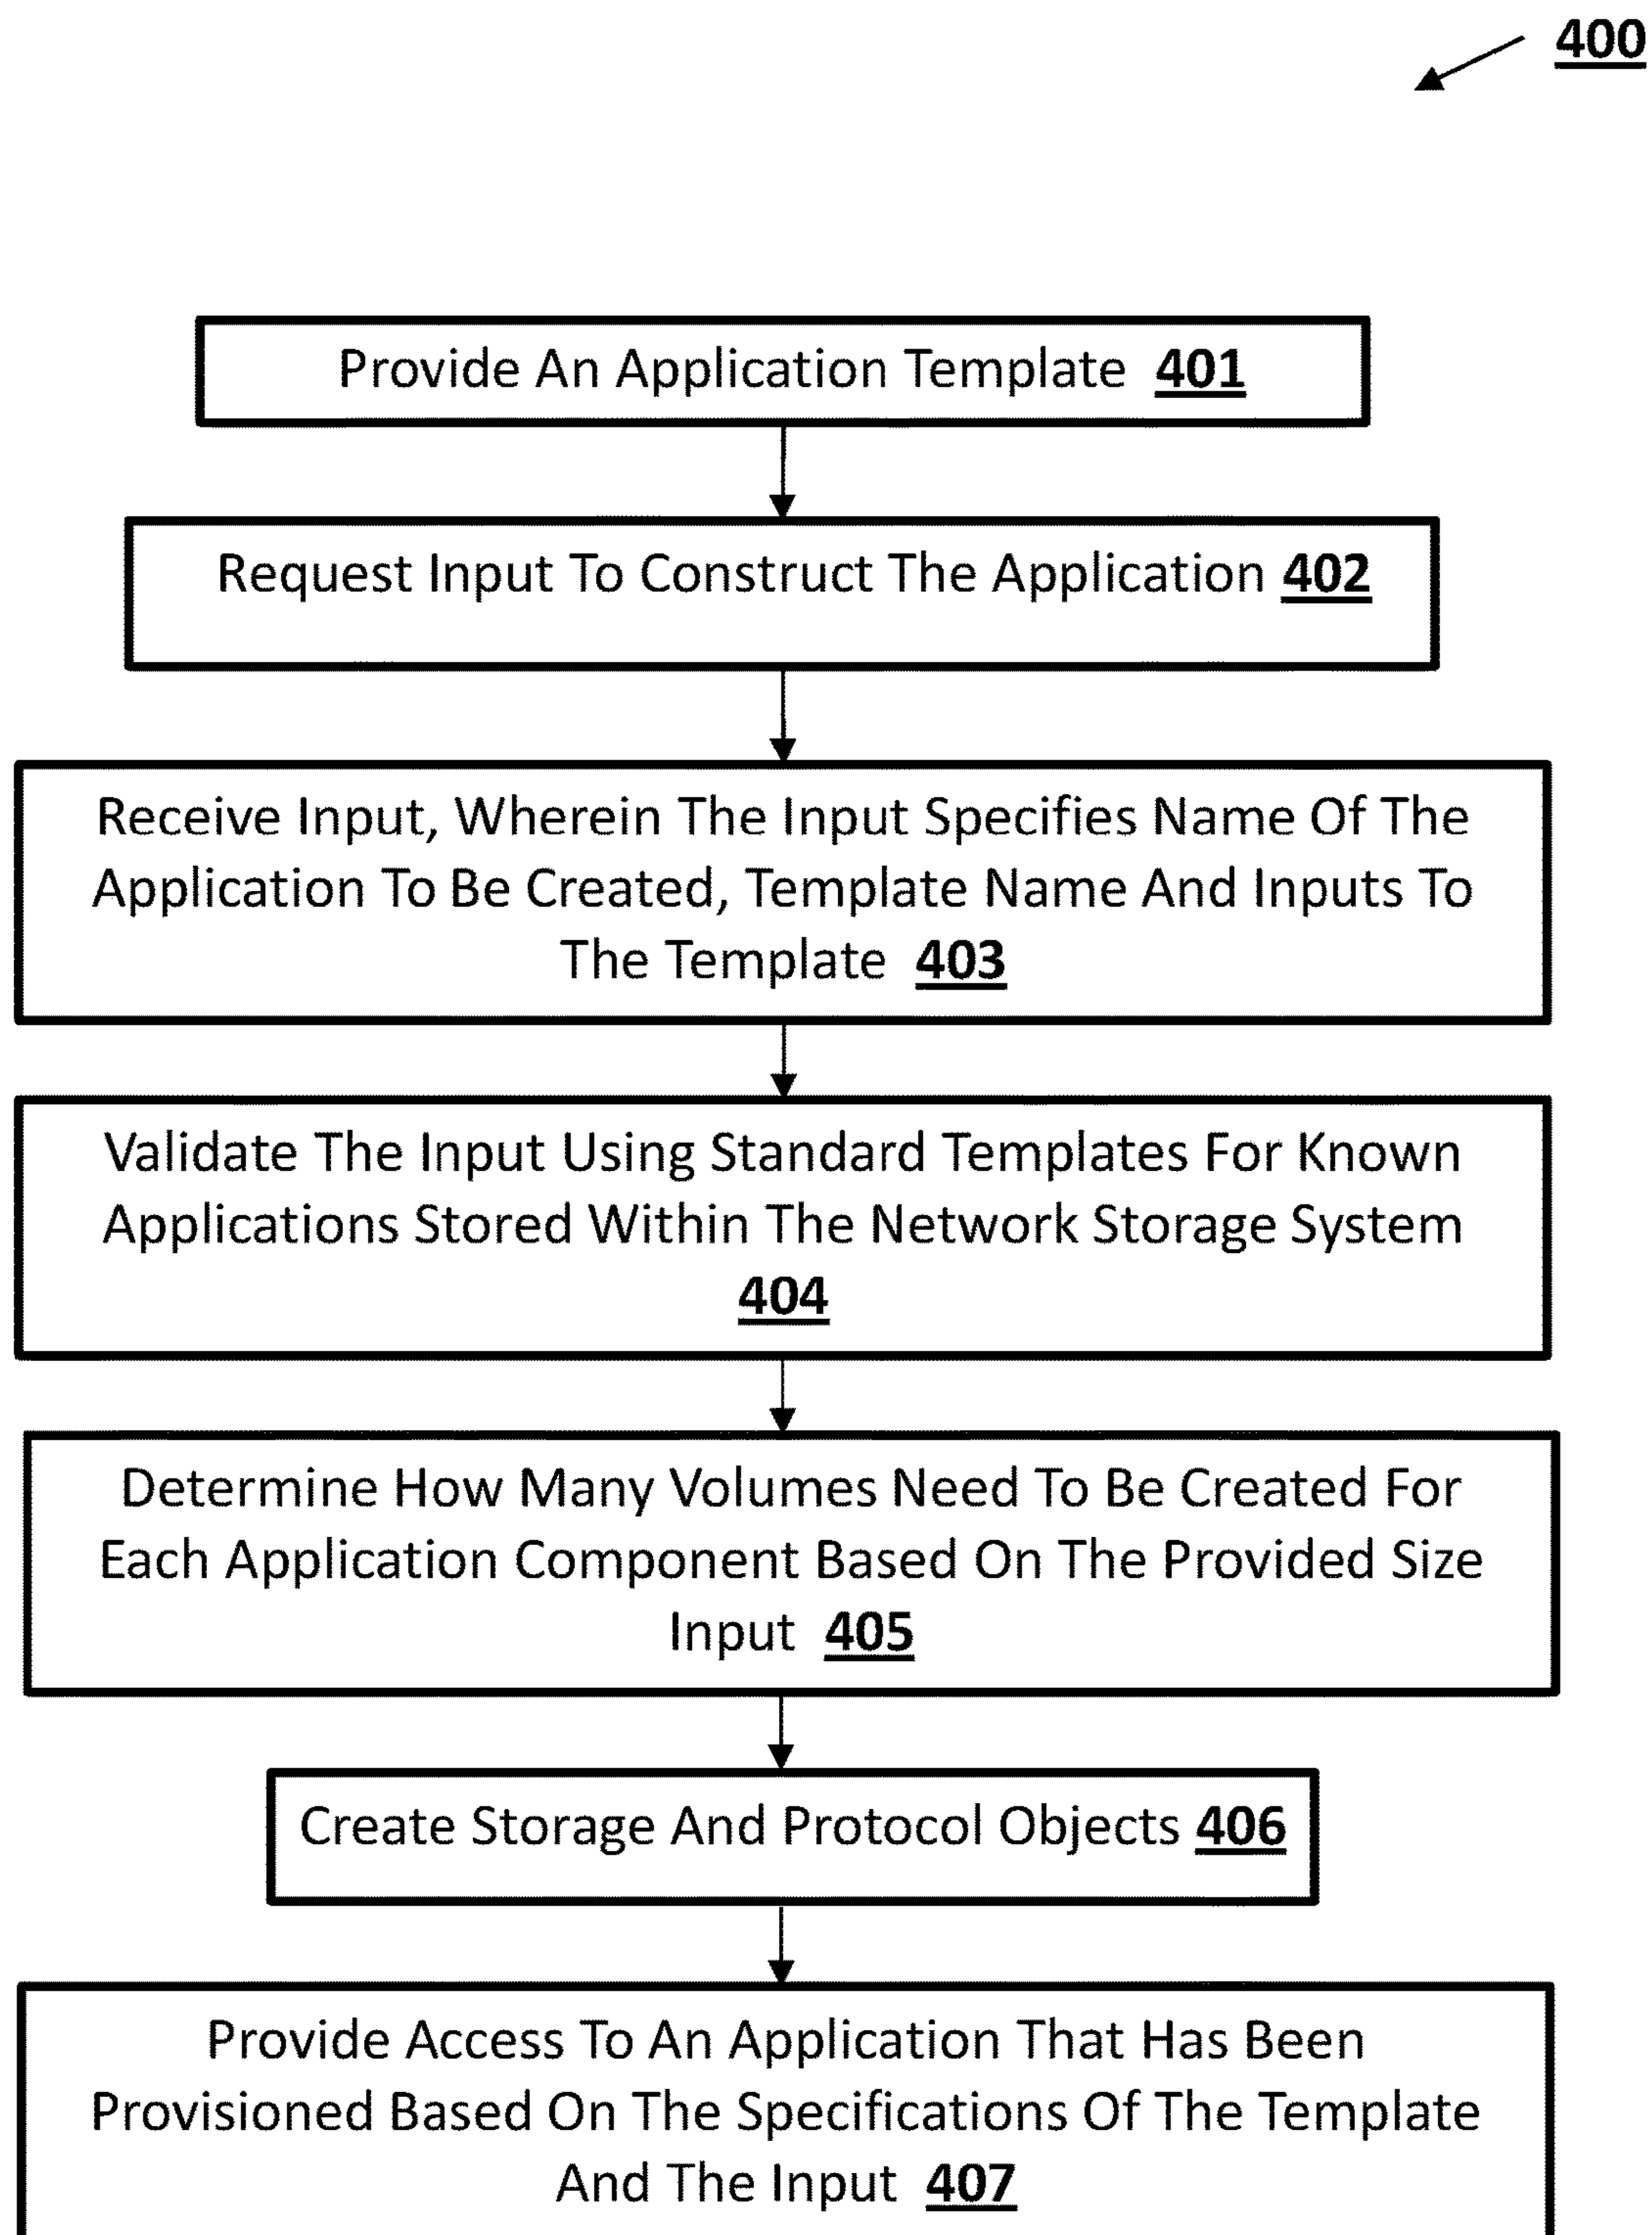 400
Provide An Application Template 401
Request Input To Construct The Application 402
Receive Input, Wherein The Input Specifies Name Of The
Application To Be Created, Template Name And Inputs To
The Template 403
Validate The Input Using Standard Templates For Known
Applications Stored Within The Network Storage System
404
Determine How Many Volumes Need To Be Created For
Each Application Component Based On The Provided Size
Input 405
Create Storage And Protocol Objects 406
Provide Access To An Application That Has Been
Provisioned Based On The Specifications Of The Template
And The Input 407